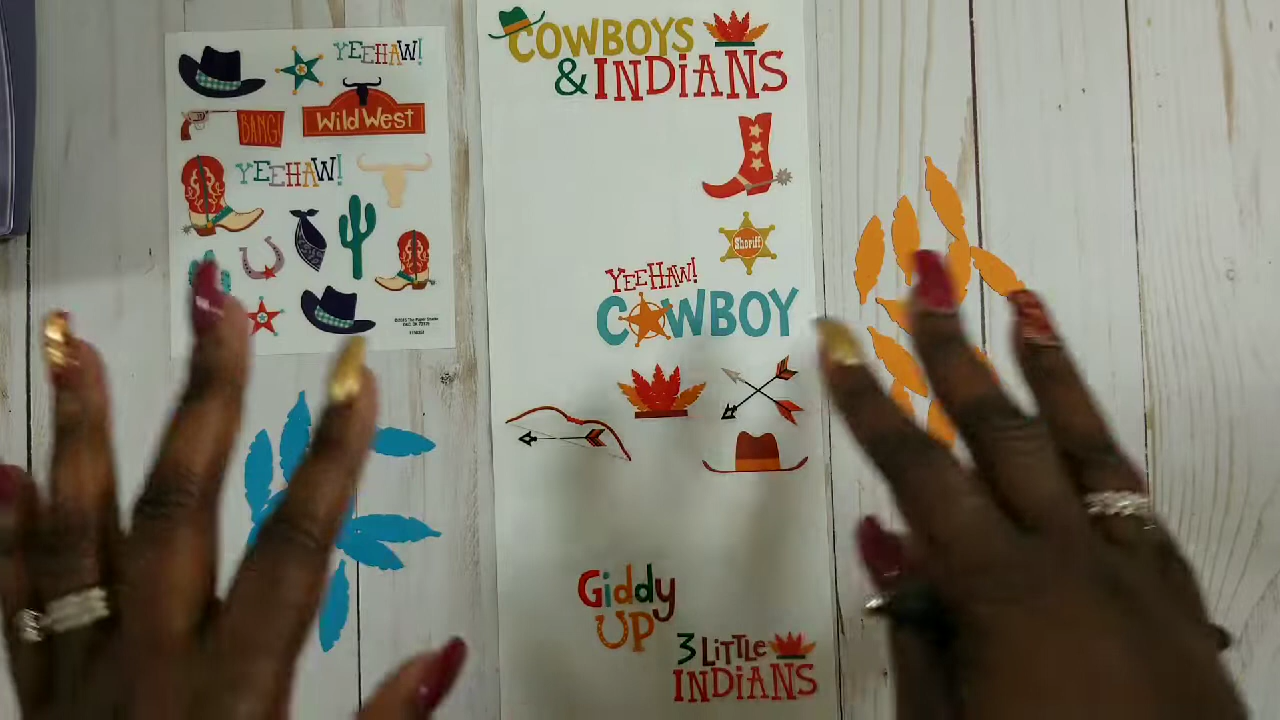 YEEHAW!
BANG!
Wild West
YEEHAW!
COWBOYS
& INDIANS
Sheriff
YEEHAW!
COWBOY
Giddy
UP
3 LITTLE
INDIANS